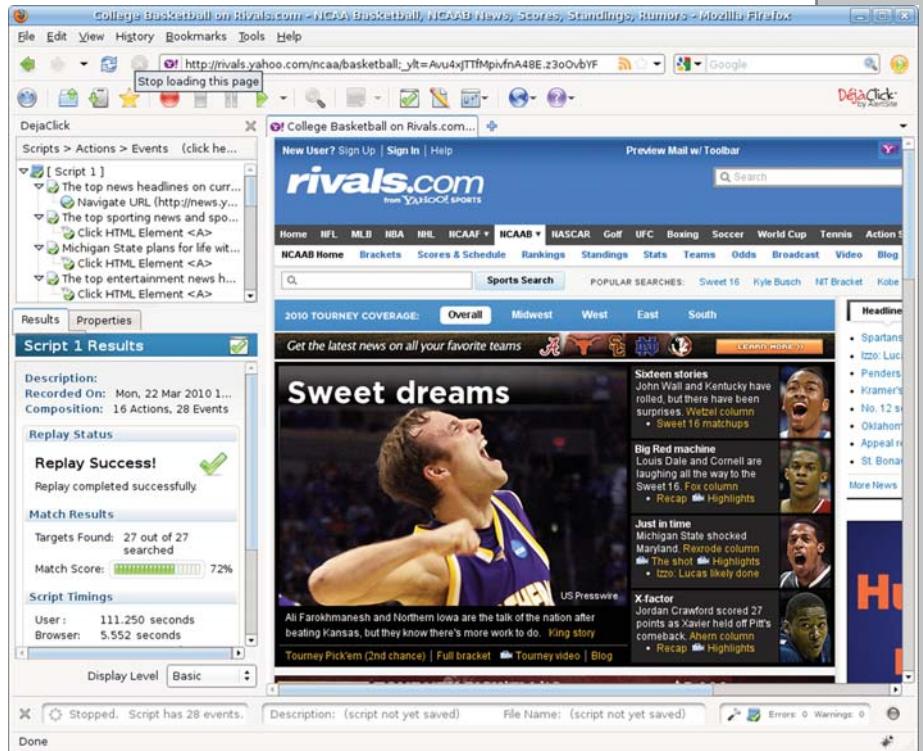 College Basketball on Rivals.com - NCAA Basketball, NCAAB News, Scores, Standings, Rumors - Mozilla Firefox
File Edit View History Bookmarks Tools Help
http://rivals.yahoo.com/ncaa/basketball;_ylt=Avu4xJTTfMpivfnA48E.z3oOvbYF
Google
Stop loading this page
DéjaClick
by AlertSite
DejaClick
College Basketball on Rivals.com...
Scripts > Actions > Events (click he...
[ Script 1 ]
The top news headlines on curr...
Navigate URL (http://news.y...
The top sporting news and spo...
Click HTML Element <A>
Michigan State plans for life wit...
Click HTML Element <A>
The top entertainment news h...
Click HTML Element <A>
Results Properties
Script 1 Results
Description:
Recorded On: Mon, 22 Mar 2010 1...
Composition: 16 Actions, 28 Events
Replay Status
Replay Success!
Replay completed successfully.
Match Results
Targets Found: 27 out of 27
searched
Match Score: 72%
Script Timings
User : 111.250 seconds
Browser: 5.552 seconds
Display Level Basic
New User? Sign Up | Sign In | Help
Preview Mail w/ Toolbar
rivals.com
from YAHOO! SPORTS
Search
Home NFL MLB NBA NHL NCAAF NCAAB NASCAR Golf UFC Boxing Soccer World Cup Tennis Action S
NCAAB Home Brackets Scores & Schedule Rankings Standings Stats Teams Odds Broadcast Video Blog
Sports Search
POPULAR SEARCHES: Sweet 16 Kyle Busch NIT Bracket Kobe
2010 TOURNEY COVERAGE: Overall Midwest West East South
Get the latest news on all your favorite teams
LEARN MORE
Sweet dreams
US Presswire
Ali Farokhmanesh and Northern Iowa are the talk of the nation after
beating Kansas, but they know there's more work to do. King story
Tourney Pick'em (2nd chance) | Full bracket Tourney video | Blog
Sixteen stories
John Wall and Kentucky have
rolled, but there have been
surprises. Wetzel column
• Sweet 16 matchups
Big Red machine
Louis Dale and Cornell are
laughing all the way to the
Sweet 16. Fox column
• Recap Highlights
Just in time
Michigan State shocked
Maryland. Rexrode column
The shot Highlights
• Izzo: Lucas likely done
X-factor
Jordan Crawford scored 27
points as Xavier held off Pitt's
comeback. Ahern column
• Recap Highlights
Headline
• Spartans
• Izzo: Luc
• Penders
• Kramer's
• No. 12 s
• Oklahom
• Appeal r
• St. Bona
More News
Hu
Stopped. Script has 28 events.
Description: (script not yet saved)
File Name: (script not yet saved)
Errors: 0 Warnings: 0
Done